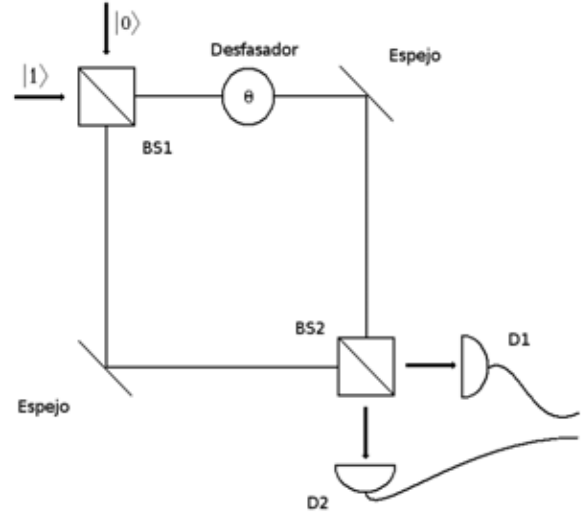 |0⟩
Desfasador
Espejo
|1⟩
θ
BS1
BS2
D1
Espejo
D2